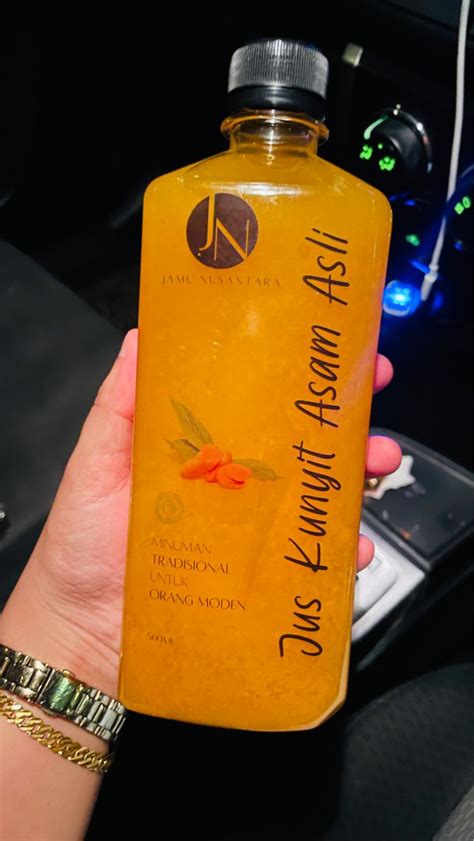 JN
JAMU NUSANTARA
Jus Kunyit Asam Asli
MINUMAN
TRADISIONAL
UNTUK
ORANG MODEN
500ML